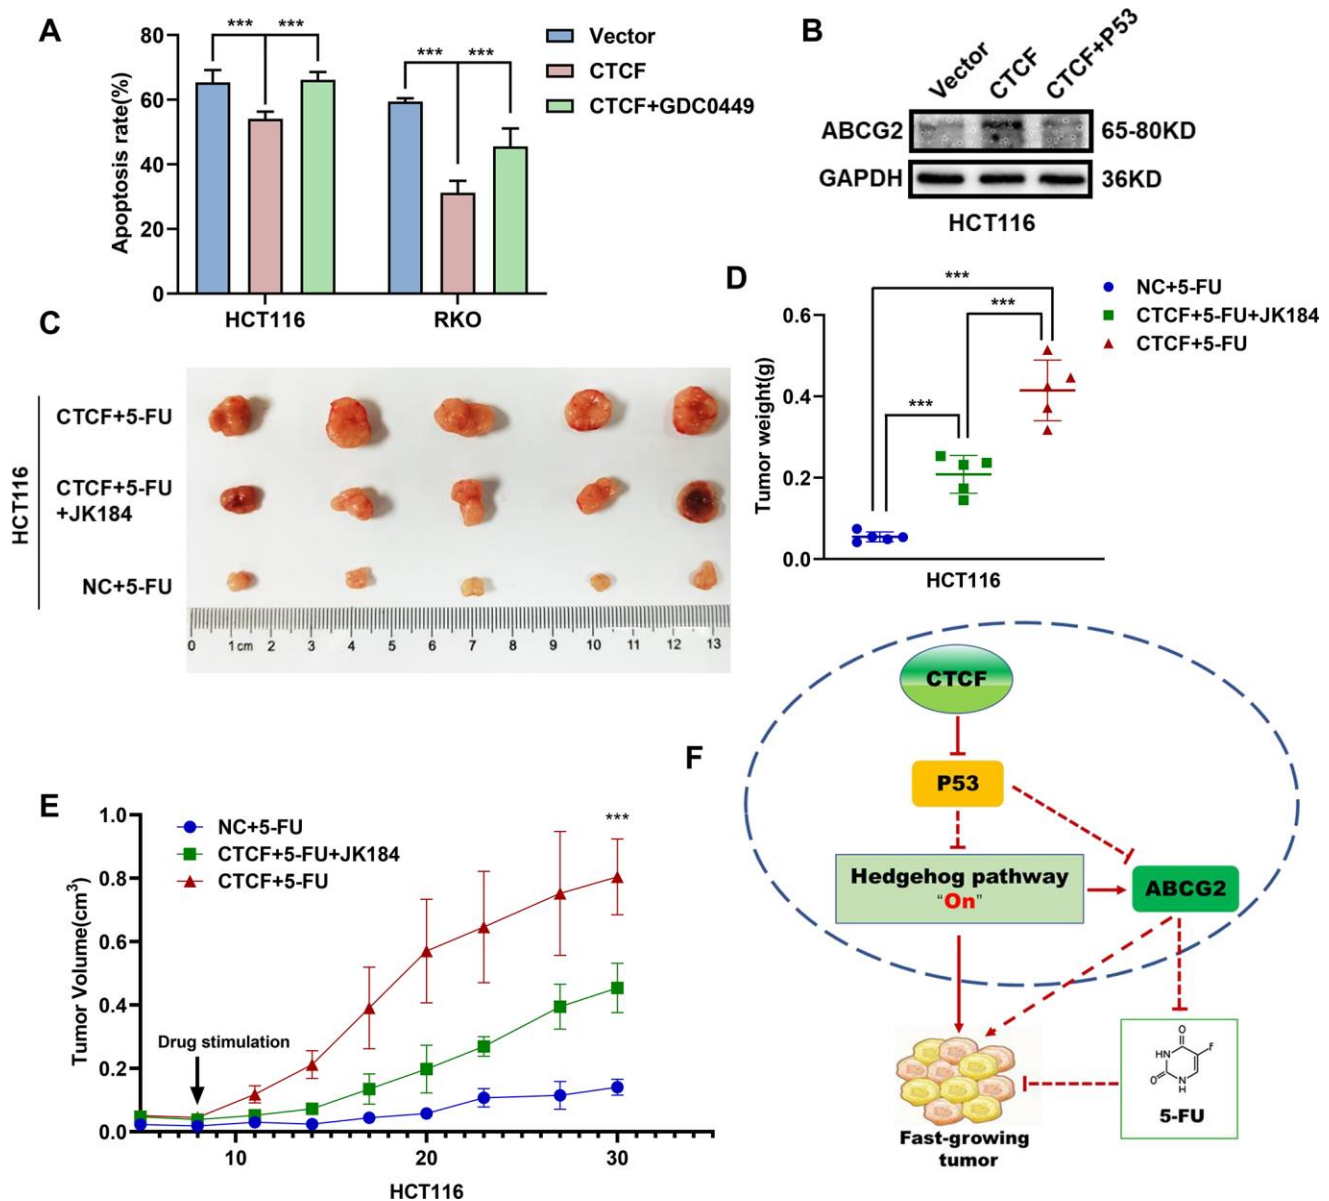 A
Apoptosis rate(%)
80
60
40
20
0
***
***
***
***
HCT116
RKO
Vector
CTCF
CTCF+GDC0449
B
Vector
CTCF
CTCF+P53
ABCG2
65-80KD
GAPDH
36KD
HCT116
C
HCT116
CTCF+5-FU
CTCF+5-FU
+JK184
NC+5-FU
0 1cm 2 3 4 5 6 7 8 9 10 11 12 13
D
NC+5-FU
CTCF+5-FU+JK184
CTCF+5-FU
Tumor weight(g)
0.6
0.4
0.2
0.0
***
***
***
HCT116
E
NC+5-FU
CTCF+5-FU+JK184
CTCF+5-FU
Tumor Volume(cm³)
1.0
0.8
0.6
0.4
0.2
0.0
Drug stimulation
***
10
20
30
HCT116
F
CTCF
P53
Hedgehog pathway
“On”
ABCG2
Fast-growing
tumor
O
F
HN
O
N
H
5-FU